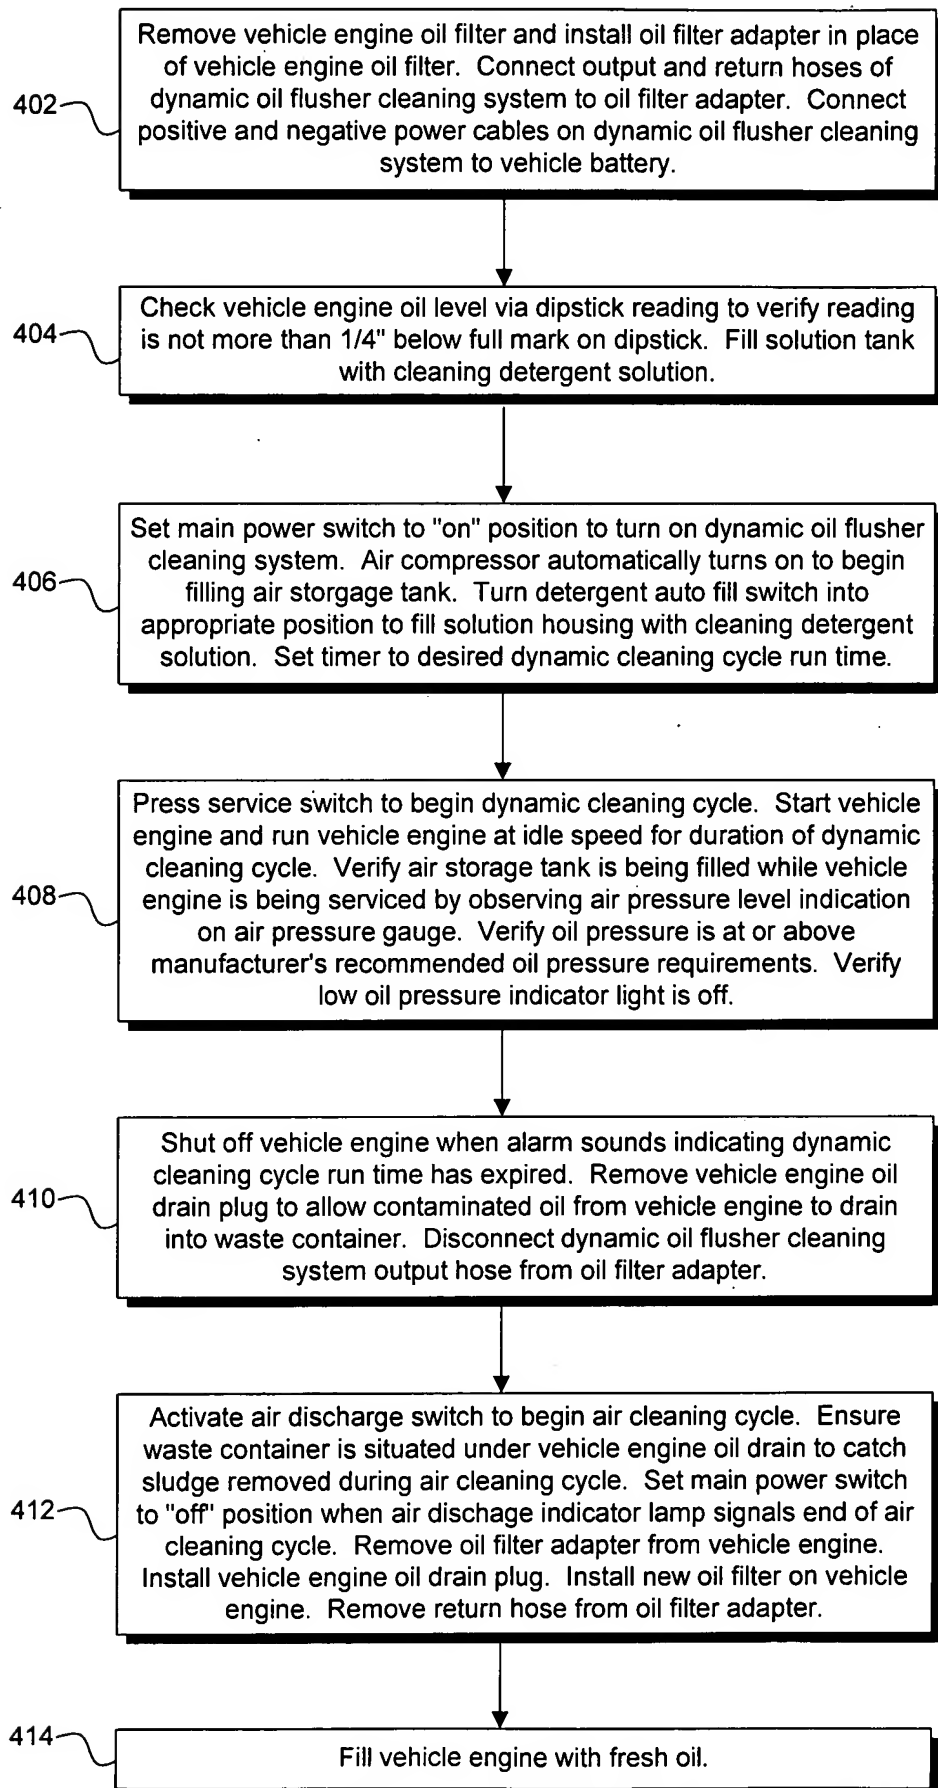 Remove vehicle engine oil filter and install oil filter adapter in place
of vehicle engine oil filter.  Connect output and return hoses of
dynamic oil flusher cleaning system to oil filter adapter.  Connect
positive and negative power cables on dynamic oil flusher cleaning
system to vehicle battery.
402
Check vehicle engine oil level via dipstick reading to verify reading
is not more than 1/4" below full mark on dipstick.  Fill solution tank
with cleaning detergent solution.
404
Set main power switch to "on" position to turn on dynamic oil flusher
cleaning system.  Air compressor automatically turns on to begin
filling air storgage tank.  Turn detergent auto fill switch into
appropriate position to fill solution housing with cleaning detergent
solution.  Set timer to desired dynamic cleaning cycle run time.
406
Press service switch to begin dynamic cleaning cycle.  Start vehicle
engine and run vehicle engine at idle speed for duration of dynamic
cleaning cycle.  Verify air storage tank is being filled while vehicle
engine is being serviced by observing air pressure level indication
on air pressure gauge.  Verify oil pressure is at or above
manufacturer's recommended oil pressure requirements.  Verify
low oil pressure indicator light is off.
408
Shut off vehicle engine when alarm sounds indicating dynamic
cleaning cycle run time has expired.  Remove vehicle engine oil
drain plug to allow contaminated oil from vehicle engine to drain
into waste container.  Disconnect dynamic oil flusher cleaning
system output hose from oil filter adapter.
410
Activate air discharge switch to begin air cleaning cycle.  Ensure
waste container is situated under vehicle engine oil drain to catch
sludge removed during air cleaning cycle.  Set main power switch
to "off" position when air dischage indicator lamp signals end of air
cleaning cycle.  Remove oil filter adapter from vehicle engine.
Install vehicle engine oil drain plug.  Install new oil filter on vehicle
engine.  Remove return hose from oil filter adapter.
412
Fill vehicle engine with fresh oil.
414